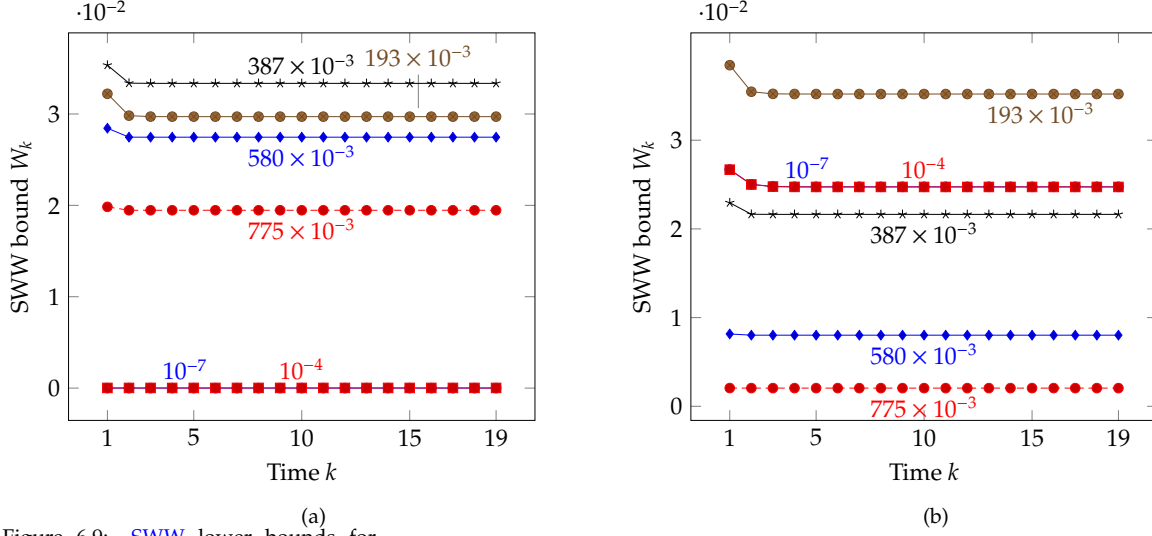 ·10⁻²
SWW bound Wₖ
3
2
1
0
387 × 10⁻³
193 × 10⁻³
580 × 10⁻³
775 × 10⁻³
10⁻⁷
10⁻⁴
1 5 10 15 19
Time k
(a)
·10⁻²
SWW bound Wₖ
3
2
1
0
193 × 10⁻³
10⁻⁷
10⁻⁴
387 × 10⁻³
580 × 10⁻³
775 × 10⁻³
1 5 10 15 19
Time k
(b)
Figure 6.9: SWW lower bounds for